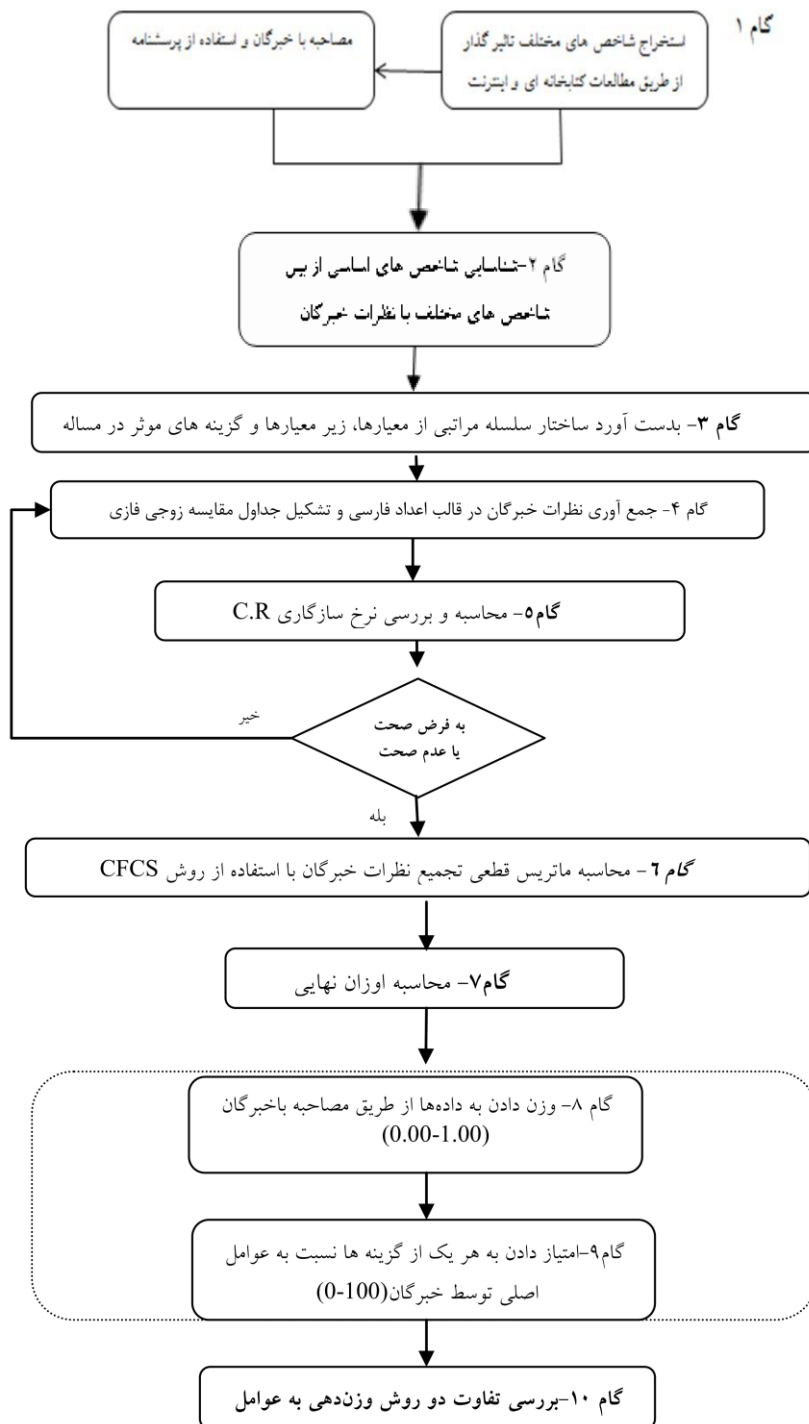 گام ۱
استخراج شاخص های مختلف تاثیر گذار
از طریق مطالعات کتابخانه ای و اینترنت
مصاحبه با خبرگان و استفاده از پرسشنامه
گام ۲-شناسایی شاخص های اساسی از بین
شاخص های مختلف با نظرات خبرگان
گام ۳- بدست آورد ساختار سلسله مراتبی از معیارها، زیر معیارها و گزینه های موثر در مساله
گام ۴- جمع آوری نظرات خبرگان در قالب اعداد فارسی و تشکیل جداول مقایسه زوجی فازی
گام۵- محاسبه و بررسی نرخ سازگاری C.R
به فرض صحت
یا عدم صحت
خیر
بله
گام ۶- محاسبه ماتریس قطعی تجمیع نظرات خبرگان با استفاده از روش CFCS
گام۷- محاسبه اوزان نهایی
گام ۸- وزن دادن به داده‌ها از طریق مصاحبه باخبرگان
(0.00-1.00)
گام۹-امتیاز دادن به هر یک از گزینه ها نسبت به عوامل
اصلی توسط خبرگان(0-100)
گام ۱۰-بررسی تفاوت دو روش وزن‌دهی به عوامل